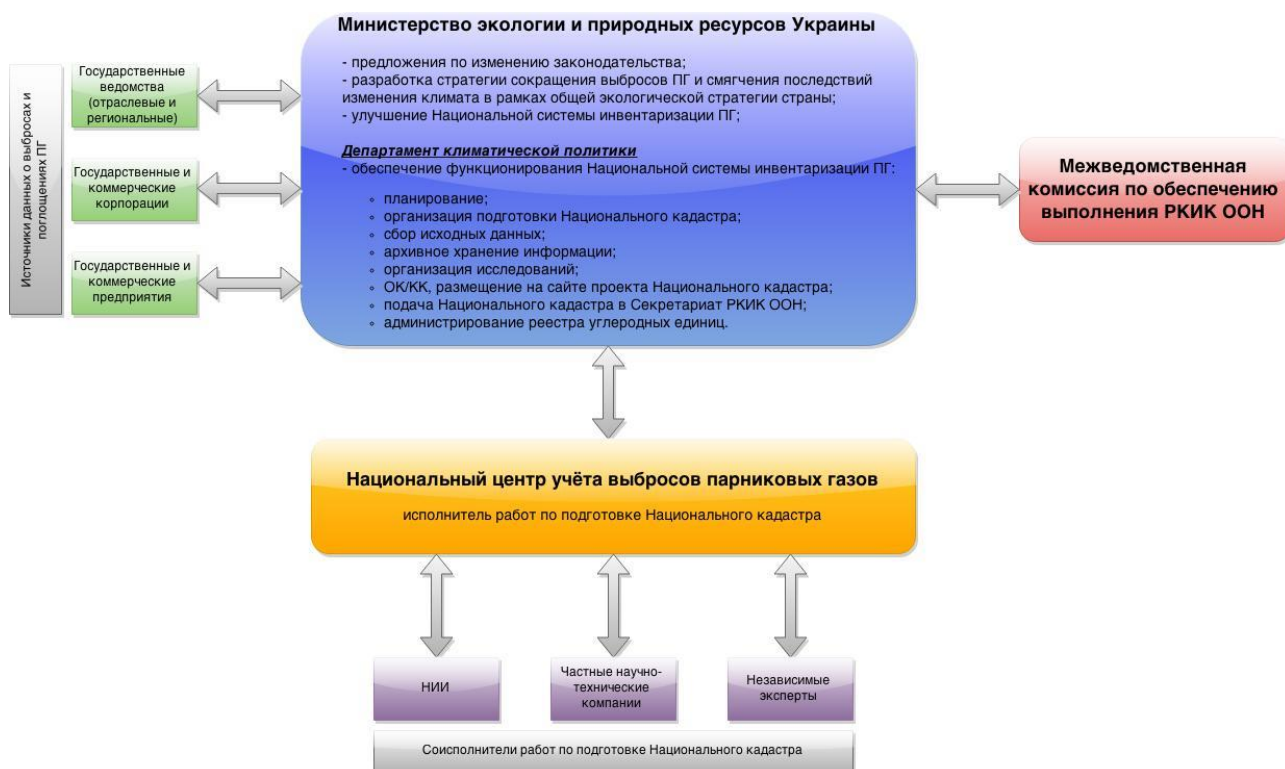 Министерство экологии и природных ресурсов Украины
- предложения по изменению законодательства;
- разработка стратегии сокращения выбросов ПГ и смягчения последствий
изменения климата в рамках общей экологической стратегии страны;
- улучшение Национальной системы инвентаризации ПГ;
Департамент климатической политики
- обеспечение функционирования Национальной системы инвентаризации ПГ:
планирование;
организация подготовки Национального кадастра;
сбор исходных данных;
архивное хранение информации;
организация исследований;
ОК/КК, размещение на сайте проекта Национального кадастра;
подача Национального кадастра в Секретариат РКИК ООН;
администрирование реестра углеродных единиц.
Источники данных о выбросах и
поглощениях ПГ
Государственные
ведомства
(отраслевые и
региональные)
Государственные и
коммерческие
корпорации
Государственные и
коммерческие
предприятия
Межведомственная
комиссия по обеспечению
выполнения РКИК ООН
Национальный центр учёта выбросов парниковых газов
исполнитель работ по подготовке Национального кадастра
НИИ
Частные научно-
технические
компании
Независимые
эксперты
Соисполнители работ по подготовке Национального кадастра